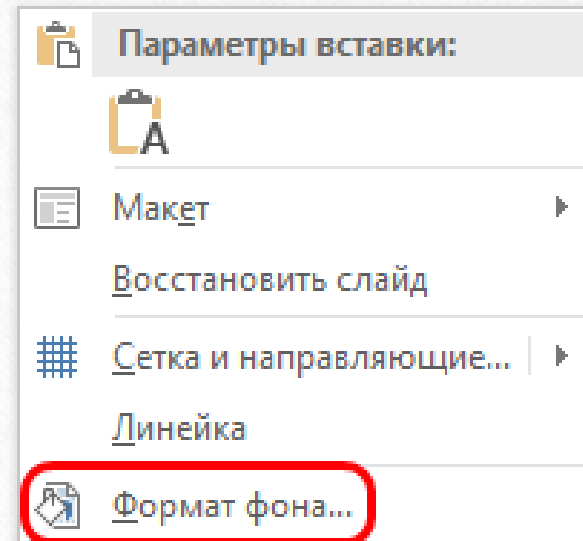 Параметры вставки:
A
Макет
Восстановить слайд
Сетка и направляющие...
Линейка
Формат фона...